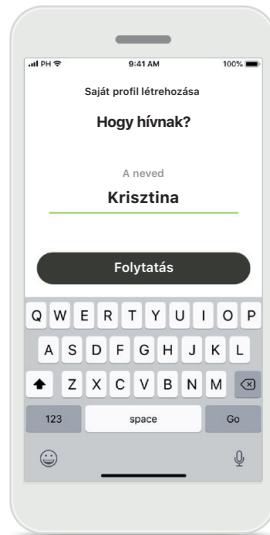 PH 9:41 AM 100%
Saját profil létrehozása
Hogy hívnak?
A neved
Krisztina
Folytatás
Q W E R T Y U I O P
A S D F G H J K L
Z X C V B N M
123 space Go